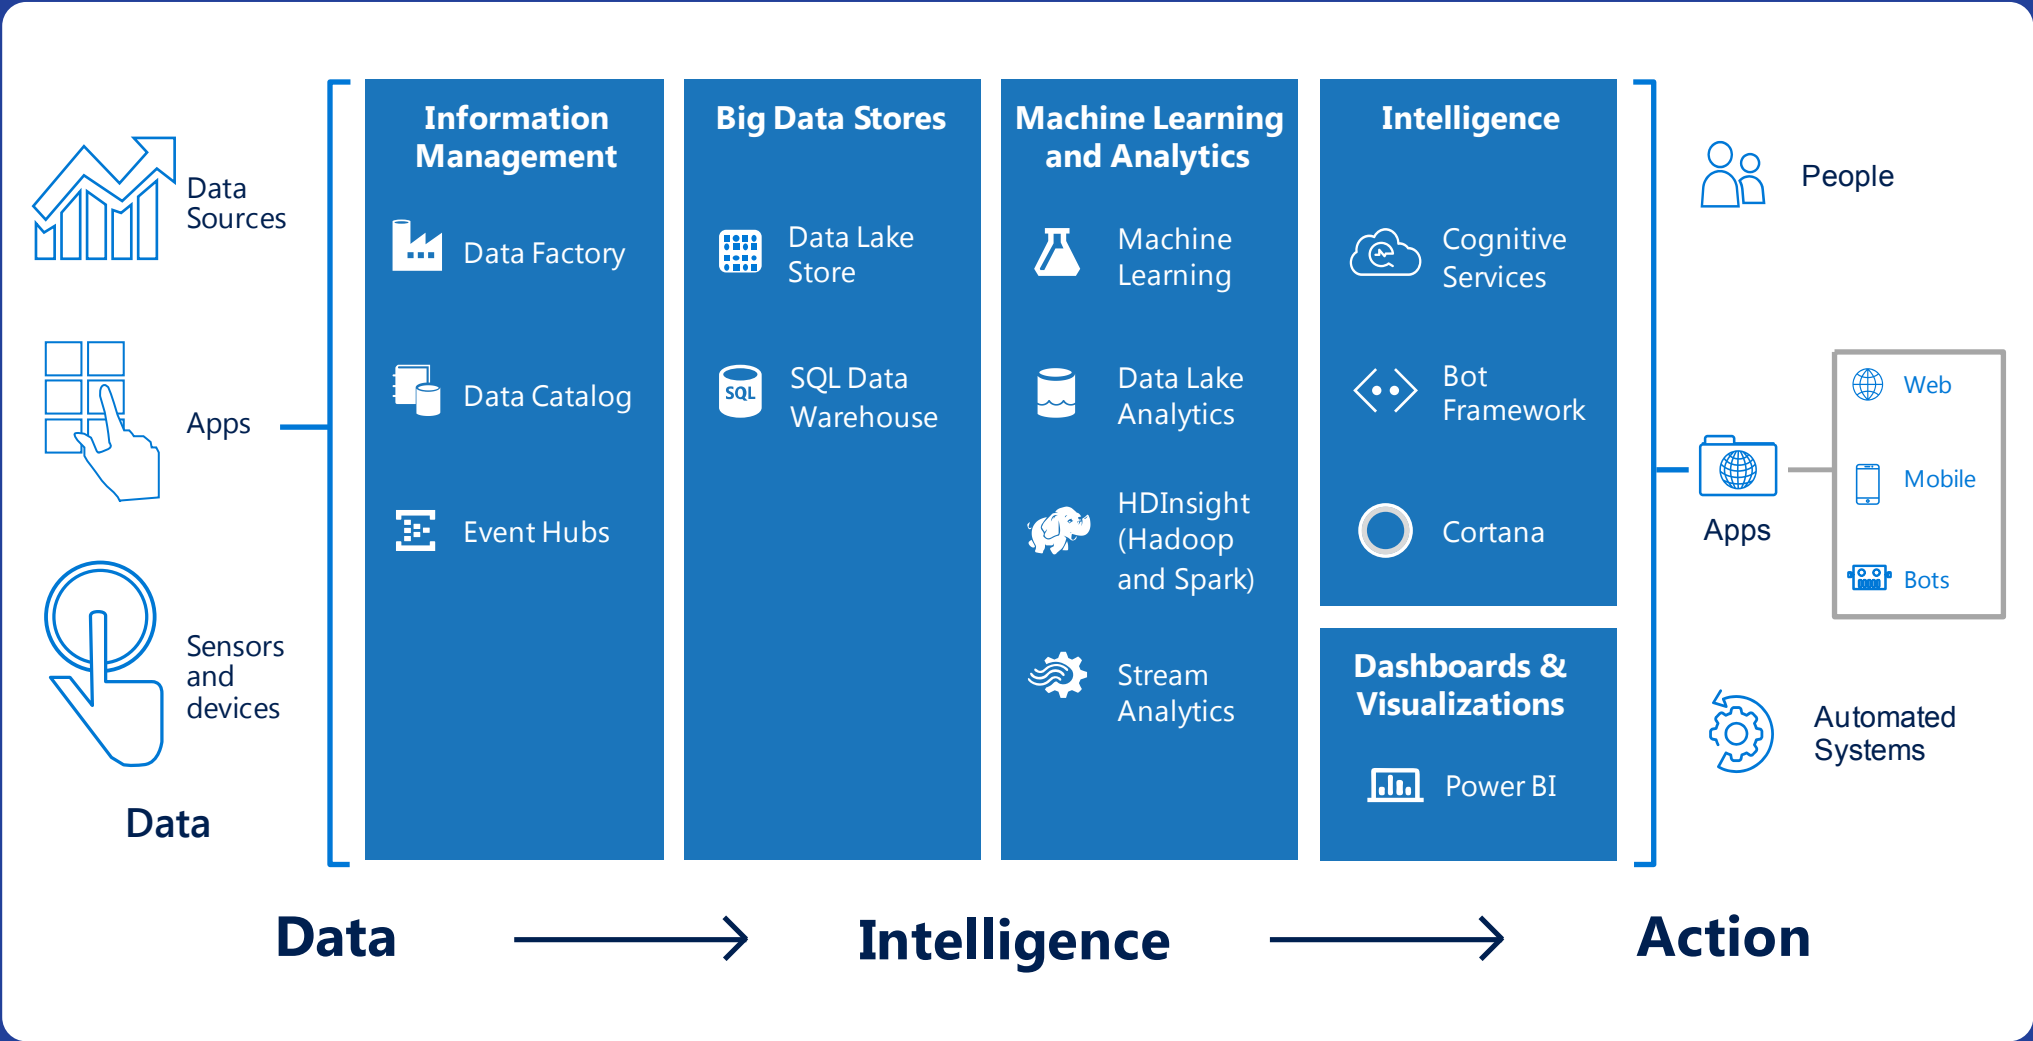 Data
Sources
Apps
Sensors
and
devices
Data
Information
Management
Data Factory
Data Catalog
Event Hubs
Big Data Stores
Data Lake
Store
SQL
SQL Data
Warehouse
Machine Learning
and Analytics
Machine
Learning
Data Lake
Analytics
HDInsight
(Hadoop
and Spark)
Stream
Analytics
Intelligence
Cognitive
Services
Bot
Framework
Cortana
Dashboards &
Visualizations
Power BI
People
Apps
Web
Mobile
Bots
Automated
Systems
Data
Intelligence
Action